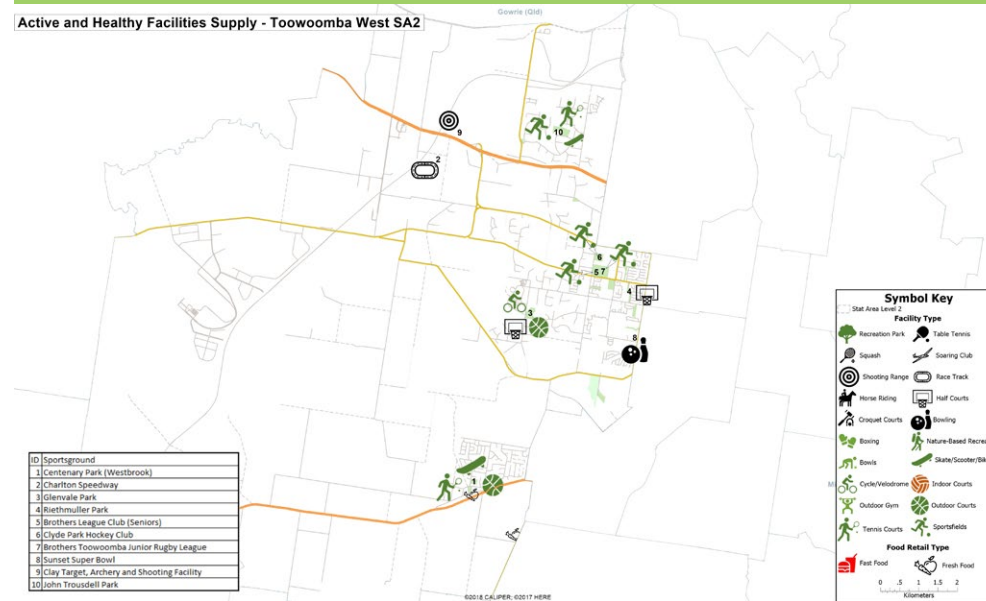 Active and Healthy Facilities Supply - Toowoomba West SA2
Gowrie (Qld)
9
10
2
6
5 7
4
3
8
1
Symbol Key
Stat Area Level 2
Facility Type
Recreation Park Table Tennis
Squash Soaring Club
Shooting Range Race Track
Horse Riding Half Courts
Croquet Courts Bowling
Boxing Nature-Based Recrea
Bowls Skate/Scooter/Bik
Cycle/Velodrome Indoor Courts
Outdoor Gym Outdoor Courts
Tennis Courts Sportsfields
Food Retail Type
Fast Food Fresh Food
0 .5 1 1.5 2
Kilometers
ID Sportsground
1 Centenary Park (Westbrook)
2 Charlton Speedway
3 Glenvale Park
4 Riethmuller Park
5 Brothers League Club (Seniors)
6 Clyde Park Hockey Club
7 Brothers Toowoomba Junior Rugby League
8 Sunset Super Bowl
9 Clay Target, Archery and Shooting Facility
10 John Trousdell Park
©2018 CALIPER; ©2017 HERE